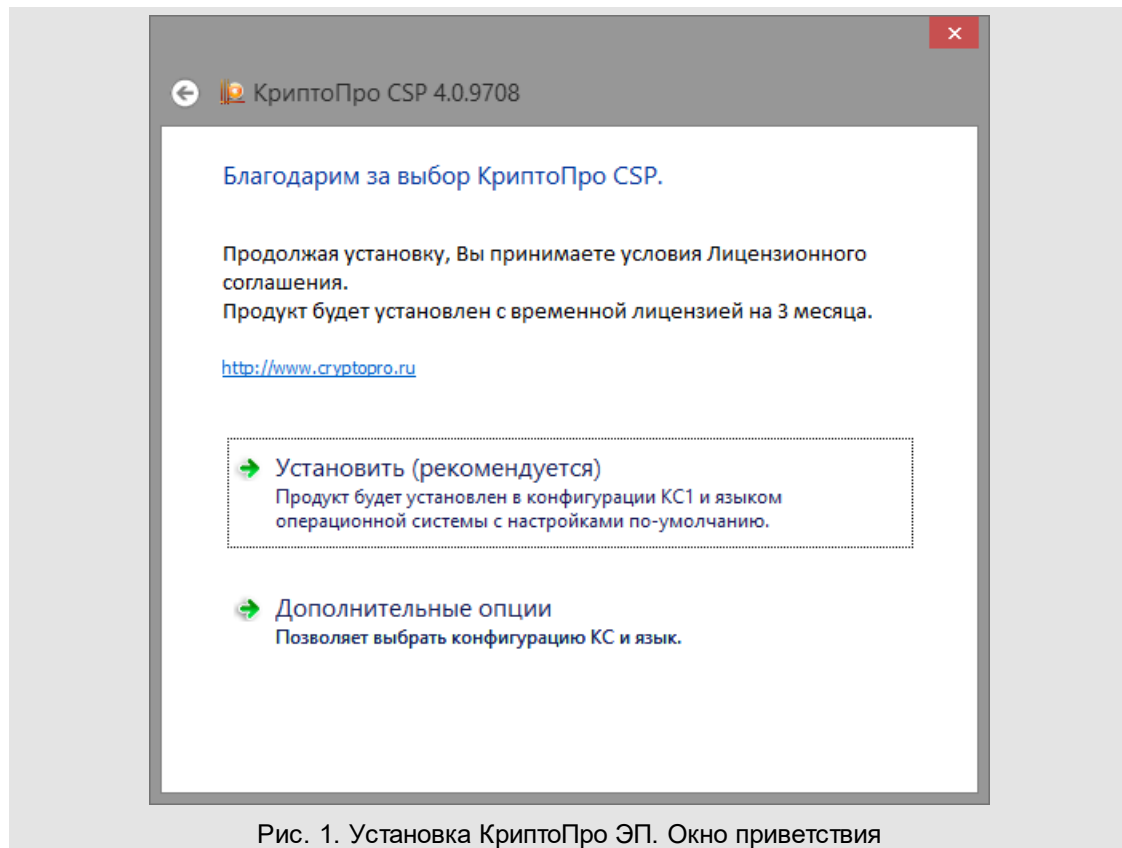 КриптоПро CSP 4.0.9708
Благодарим за выбор КриптоПро CSP.
Продолжая установку, Вы принимаете условия Лицензионного
соглашения.
Продукт будет установлен с временной лицензией на 3 месяца.
http://www.cryptopro.ru
Установить (рекомендуется)
Продукт будет установлен в конфигурации КС1 и языком
операционной системы с настройками по-умолчанию.
Дополнительные опции
Позволяет выбрать конфигурацию КС и язык.
Рис. 1. Установка КриптоПро ЭП. Окно приветствия